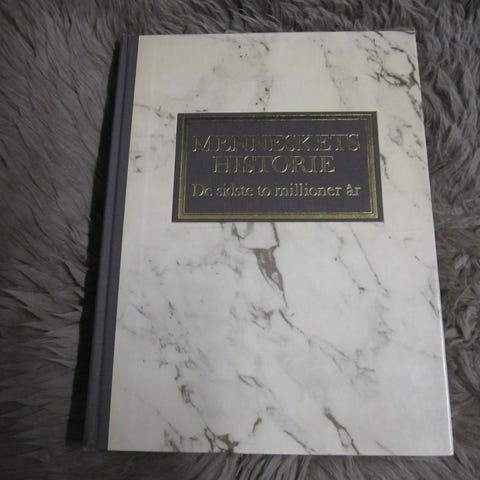 MENNESKETS
HISTORIE
De sidste to millioner år